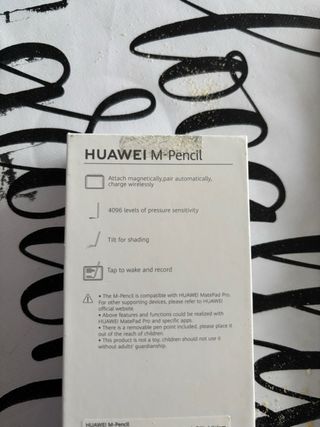 HUAWEI M-Pencil
Attach magnetically,pair automatically,
charge wirelessly
4096 levels of pressure sensitivity
Tilt for shading
Tap to wake and record
• The M-Pencil is compatible with HUAWEI MatePad Pro.
For other supporting devices, please refer to HUAWEI
official website
• Above features and functions could be realized with
HUAWEI MatePad Pro and specific apps.
• There is a removable pen point included, please place it
out of the reach of children.
• This product is not a toy, children should not use it
without adults' guardianship.
HUAWEI M-Pencil